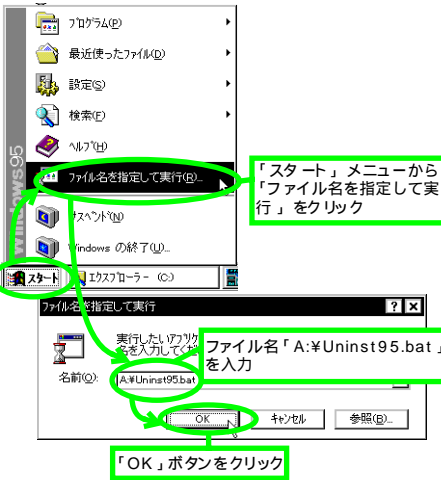 プログラム(P)
最近使ったファイル(D)
設定(S)
検索(F)
ヘルプ(H)
ファイル名を指定して実行(R)...
サスペンド(N)
Windows の終了(U)...
Windows95
スタート
エクスプローラー (C:)
「スタート」メニューから
「ファイル名を指定して実
行」をクリック
ファイル名を指定して実行
実行したいアプリケ
名を入力してくだ
名前(O):
A:¥Uninst95.bat
ファイル名「A:¥Uninst95.bat」
を入力
OK
キャンセル
参照(B)...
「OK」ボタンをクリック